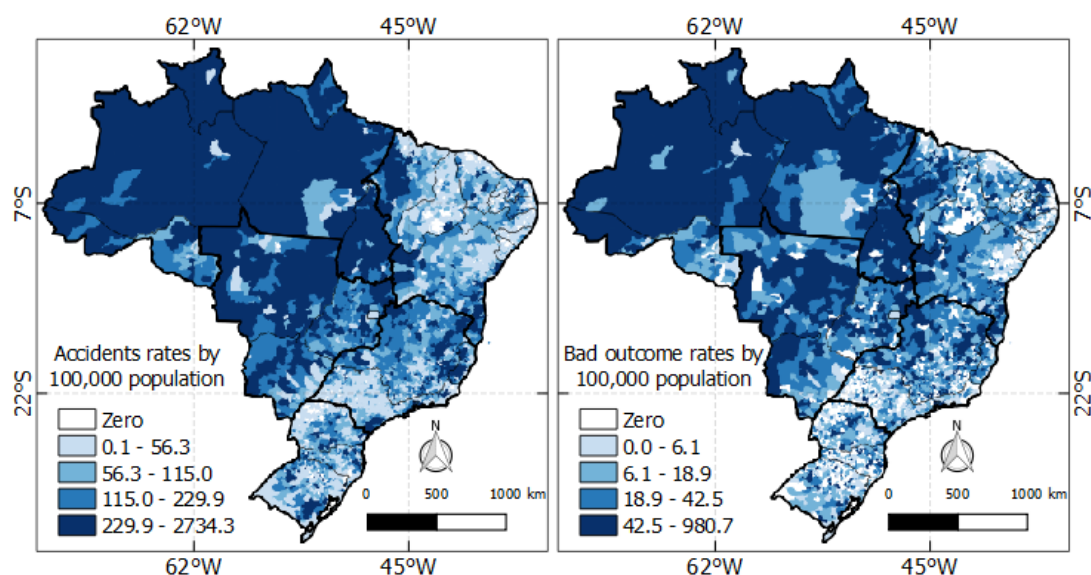 62°W 45°W 62°W 45°W
7°S 7°S
Accidents rates by
100,000 population
Zero
0.1 - 56.3
56.3 - 115.0
115.0 - 229.9
229.9 - 2734.3
N
0 500 1000 km
Bad outcome rates by
100,000 population
Zero
0.0 - 6.1
6.1 - 18.9
18.9 - 42.5
42.5 - 980.7
N
0 500 1000 km
22°S 22°S
62°W 45°W 62°W 45°W